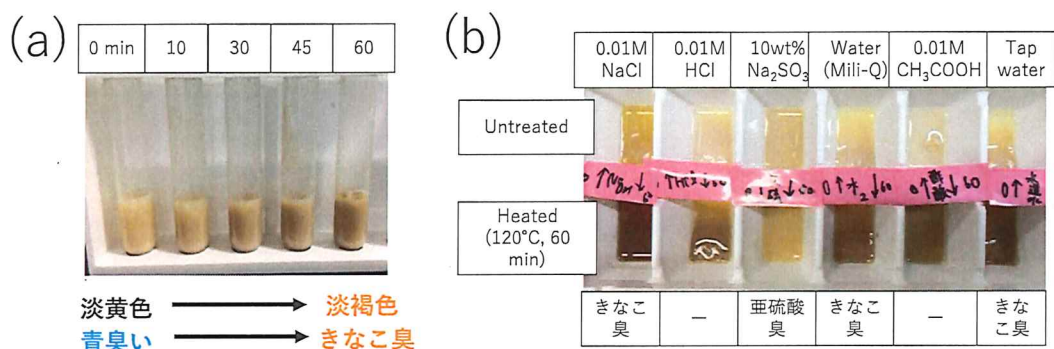 (a)
0 min 10 30 45 60
淡黄色 淡褐色
青臭い きなこ臭
(b)
0.01M NaCl
0.01M HCl
10wt% Na₂SO₃
Water (Mili-Q)
0.01M CH₃COOH
Tap water
Untreated
Heated
(120°C, 60
min)
きなこ臭
—
亜硫酸臭
きなこ臭
—
きなこ臭